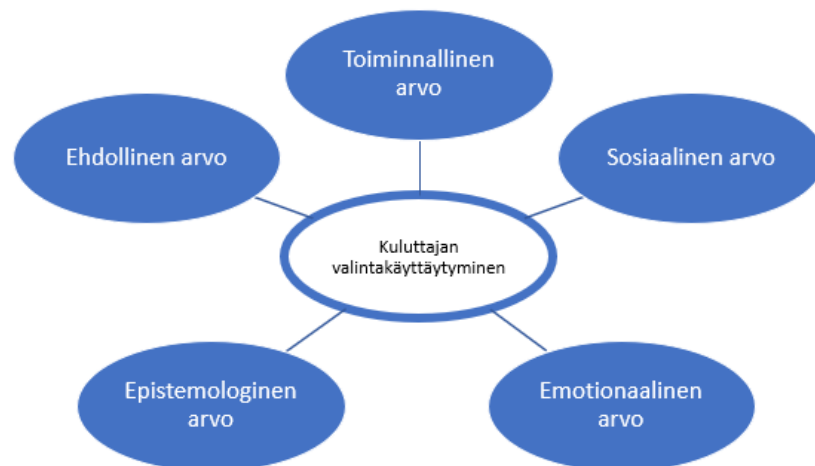 Toiminnallinen
arvo
Ehdollinen arvo
Sosiaalinen arvo
Kuluttajan
valintakäyttäytyminen
Epistemologinen
arvo
Emotionaalinen
arvo